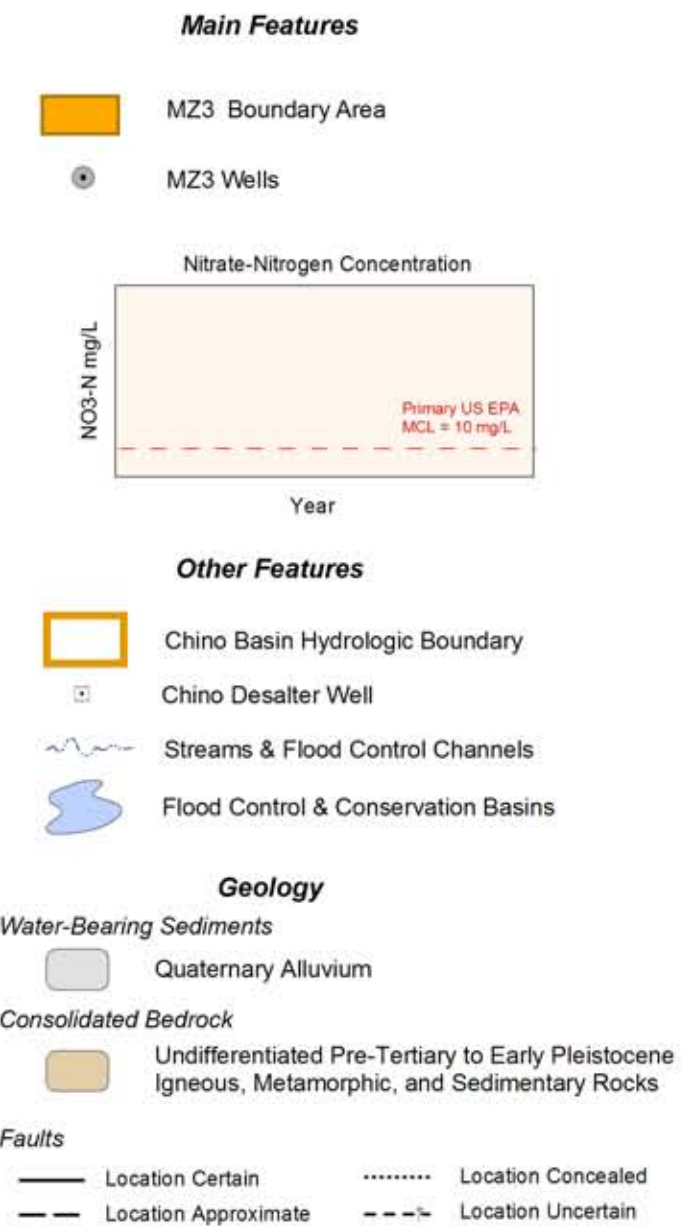 Main Features
MZ3 Boundary Area
MZ3 Wells
Nitrate-Nitrogen Concentration
NO3-N mg/L
Primary US EPA
MCL = 10 mg/L
Year
Other Features
Chino Basin Hydrologic Boundary
Chino Desalter Well
Streams & Flood Control Channels
Flood Control & Conservation Basins
Geology
Water-Bearing Sediments
Quaternary Alluvium
Consolidated Bedrock
Undifferentiated Pre-Tertiary to Early Pleistocene
Igneous, Metamorphic, and Sedimentary Rocks
Faults
Location Certain
Location Concealed
Location Approximate
Location Uncertain